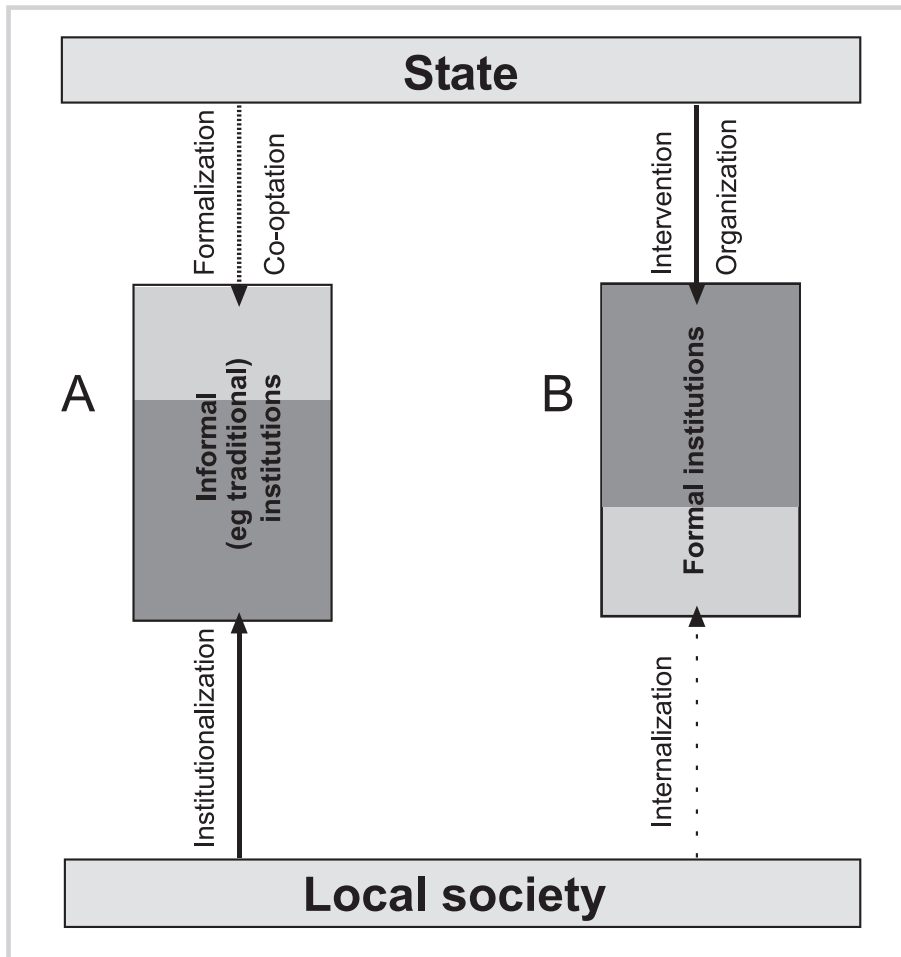 State
Formalization
Co-optation
Intervention
Organization
A
Informal
(eg traditional)
institutions
B
Formal institutions
Institutionalization
Internalization
Local society